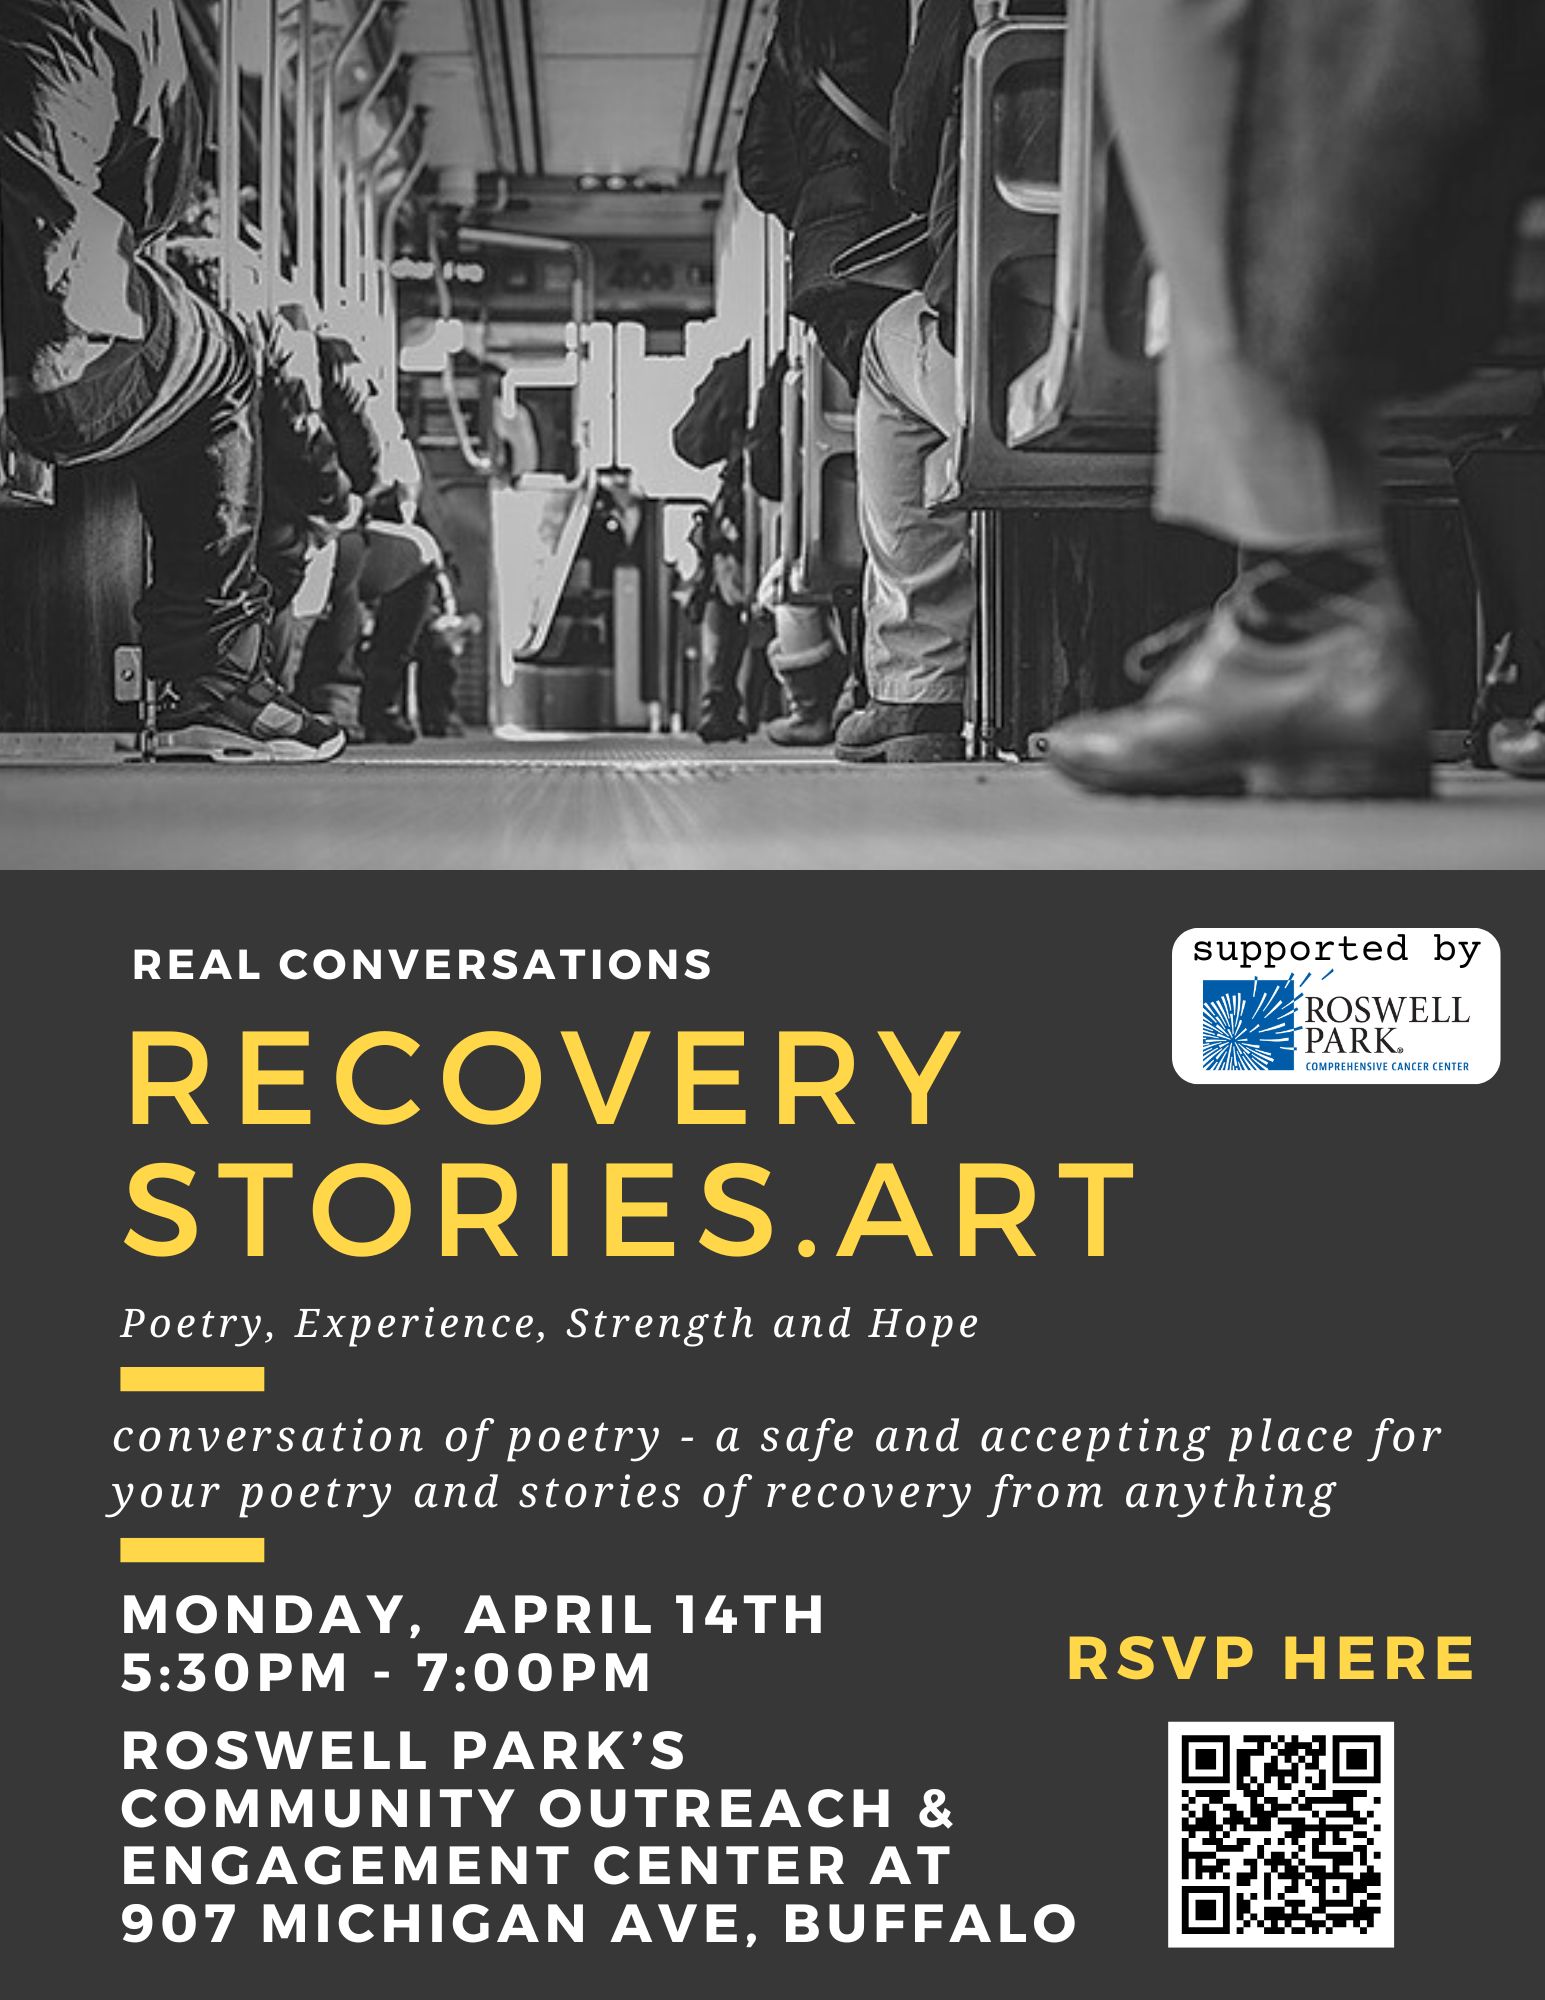 REAL CONVERSATIONS
supported by
ROSWELL
PARK®
COMPREHENSIVE CANCER CENTER
RECOVERY
STORIES.ART
Poetry, Experience, Strength and Hope
conversation of poetry - a safe and accepting place for
your poetry and stories of recovery from anything
MONDAY, APRIL 14TH
5:30PM - 7:00PM
RSVP HERE
ROSWELL PARK’S
COMMUNITY OUTREACH &
ENGAGEMENT CENTER AT
907 MICHIGAN AVE, BUFFALO